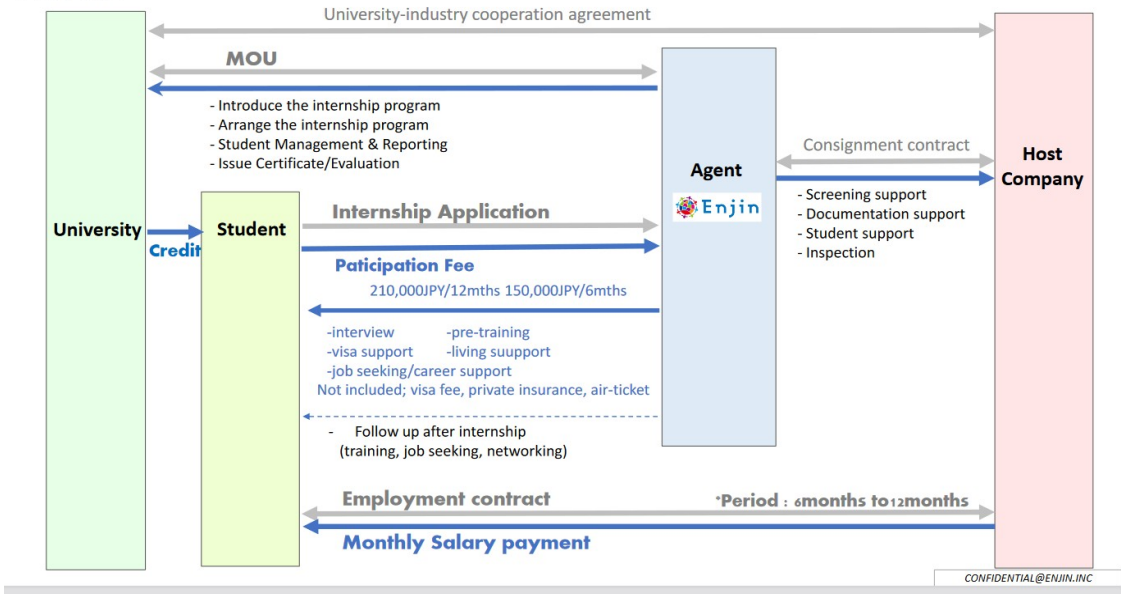 University-industry cooperation agreement
MOU
- Introduce the internship program
- Arrange the internship program
- Student Management & Reporting
- Issue Certificate/Evaluation
Consignment contract
Host
Company
Agent
Enjin
- Screening support
- Documentation support
- Student support
- Inspection
University
Credit
Student
Internship Application
Paticipation Fee
210,000JPY/12mths 150,000JPY/6mths
-interview -pre-training
-visa support -living suupport
-job seeking/career support
Not included; visa fee, private insurance, air-ticket
- Follow up after internship
(training, job seeking, networking)
Employment contract *Period : 6months to12months
Monthly Salary payment
CONFIDENTIAL@ENJIN.INC